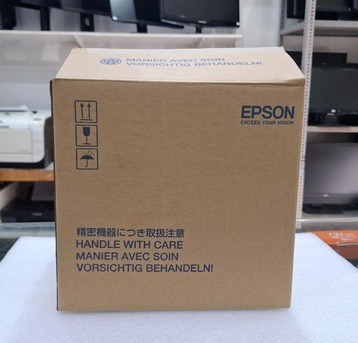 MANIER AVEC SOIN
VORSICHTIG BEHANDELN!
EPSON
EXCEED YOUR VISION
精密機器につき取扱注意
HANDLE WITH CARE
MANIER AVEC SOIN
VORSICHTIG BEHANDELN!